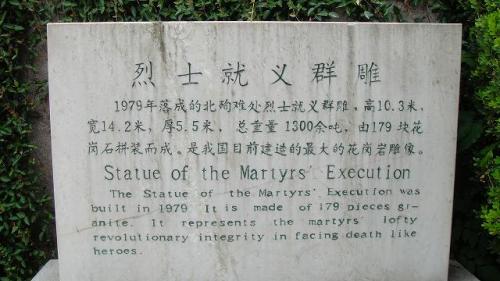 烈士就义群雕
1979年落成的北殉难处烈士就义群雕，高10.3米，
宽14.2米，厚5.5米， 总重量 1300余吨，由179 块花
岗石拼装而成。是我国目前建造的最大的花岗岩雕像。
Statue of the Martyrs' Execution
The Statue of the Martyrs' Execution was
built in 1979. It is made of 179 pieces gr-
anite. It represents the martyrs' lofty
revolutionary integrity in facing death like
heroes.